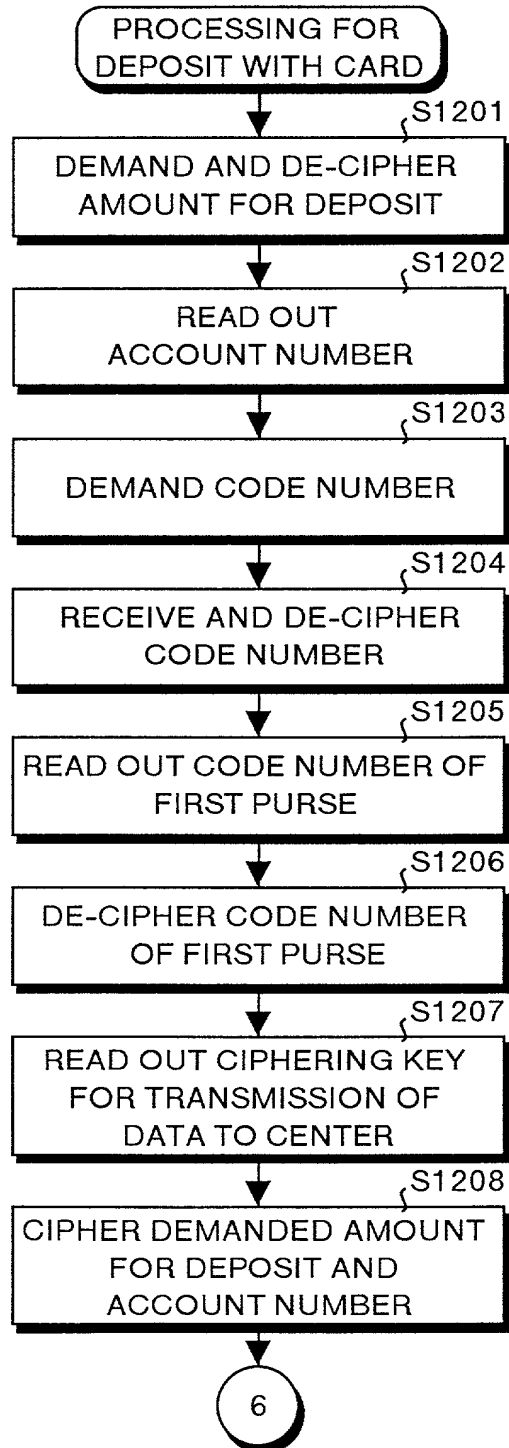 PROCESSING FOR
DEPOSIT WITH CARD
S1201
DEMAND AND DE-CIPHER
AMOUNT FOR DEPOSIT
S1202
READ OUT
ACCOUNT NUMBER
S1203
DEMAND CODE NUMBER
S1204
RECEIVE AND DE-CIPHER
CODE NUMBER
S1205
READ OUT CODE NUMBER OF
FIRST PURSE
S1206
DE-CIPHER CODE NUMBER
OF FIRST PURSE
S1207
READ OUT CIPHERING KEY
FOR TRANSMISSION OF
DATA TO CENTER
S1208
CIPHER DEMANDED AMOUNT
FOR DEPOSIT AND
ACCOUNT NUMBER
6